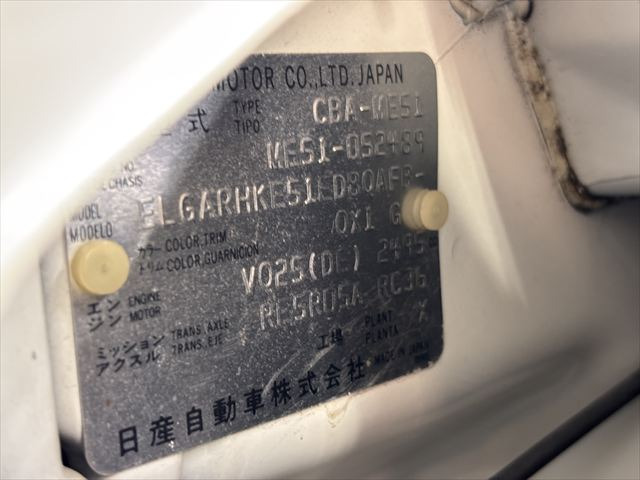 MOTOR CO.,LTD.JAPAN
式 TYPE TIPO CBA-ME51
CHASIS ME51-052489
MODEL MODELO ELGARHKE51ED80AFB-
カラー COLOR,TRIM
トリム COLOR,GUARNICION
エンジン ENGINE MOTOR VQ25(DE) 2495
ミッション アクスル TRANS.AXLE TRANS.EJE RE5R05A RC36
工場 PLANT PLANTA X
MADE IN JAPAN
日産自動車株式会社